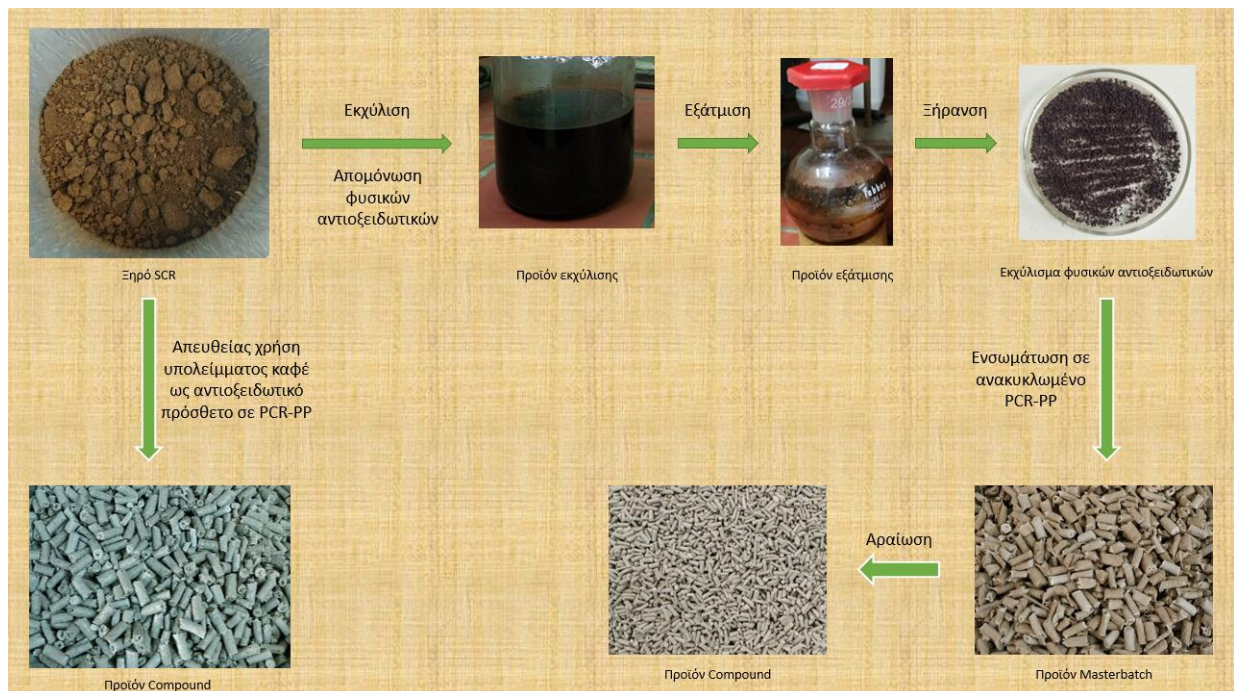 Εκχύλιση
Εξάτμιση
Ξήρανση
Απομόνωση
φυσικών
αντιοξειδωτικών
Ξηρό SCR
Προϊόν εκχύλισης
Προϊόν εξάτμισης
Εκχύλισμα φυσικών αντιοξειδωτικών
Απευθείας χρήση
υπολείμματος καφέ
ως αντιοξειδωτικό
πρόσθετο σε PCR-PP
Ενσωμάτωση σε
ανακυκλωμένο
PCR-PP
Αραίωση
Προϊόν Compound
Προϊόν Compound
Προϊόν Masterbatch